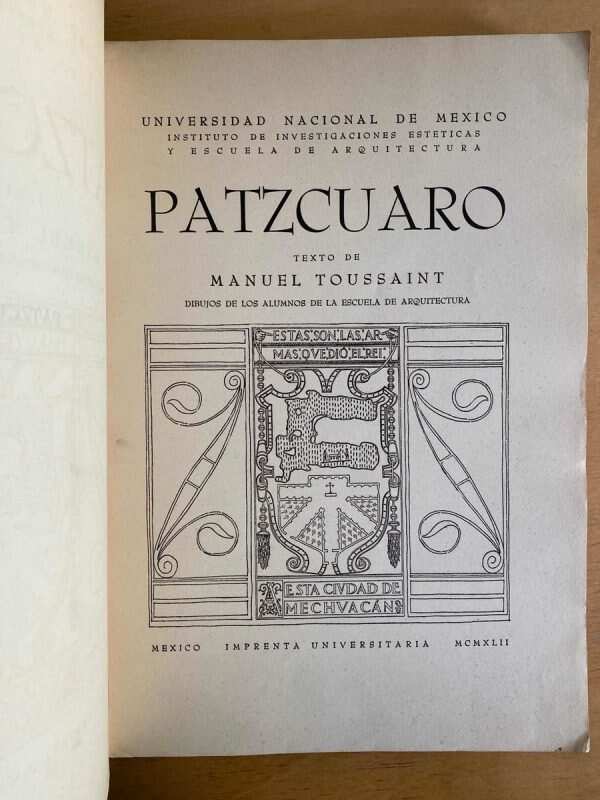 UNIVERSIDAD NACIONAL DE MEXICO
INSTITUTO DE INVESTIGACIONES ESTETICAS
Y ESCUELA DE ARQUITECTURA
PATZCUARO
TEXTO DE
MANUEL TOUSSAINT
DIBUJOS DE LOS ALUMNOS DE LA ESCUELA DE ARQUITECTURA
ESTAS·SON·LAS·AR
MAS·QVE·DIO·EL·REI·
A ESTA CIVDAD DE
MECHVACAN
MEXICO IMPRENTA UNIVERSITARIA MCMXLII